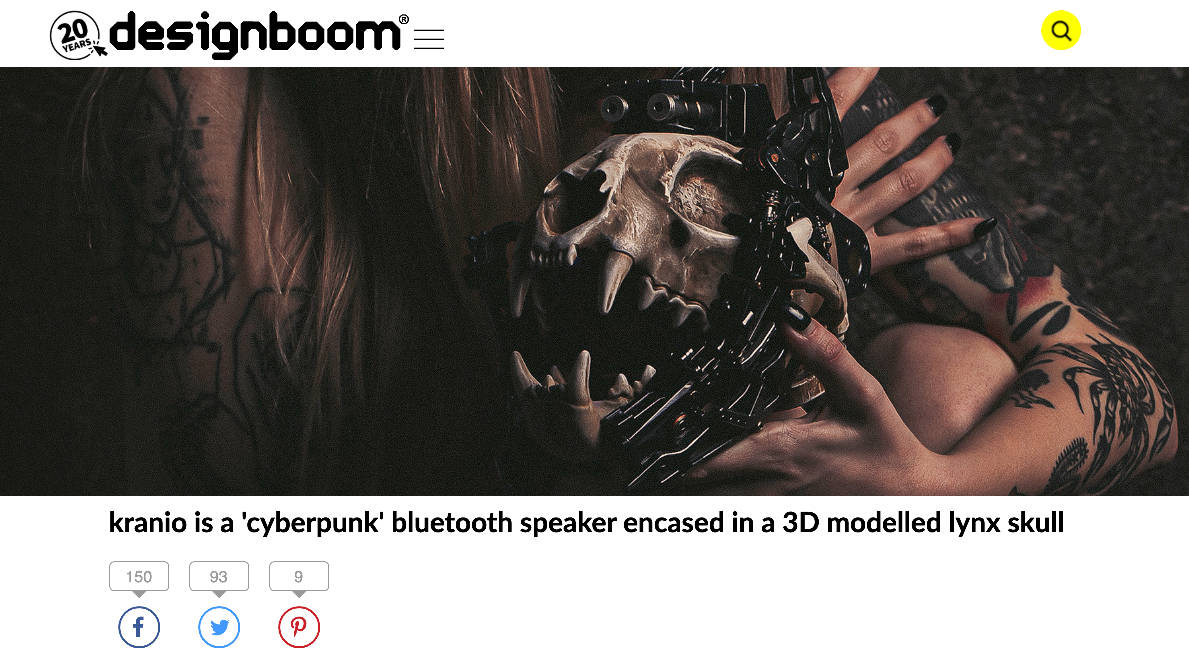 20
YEARS
designboom®
kranio is a 'cyberpunk' bluetooth speaker encased in a 3D modelled lynx skull
150 93 9